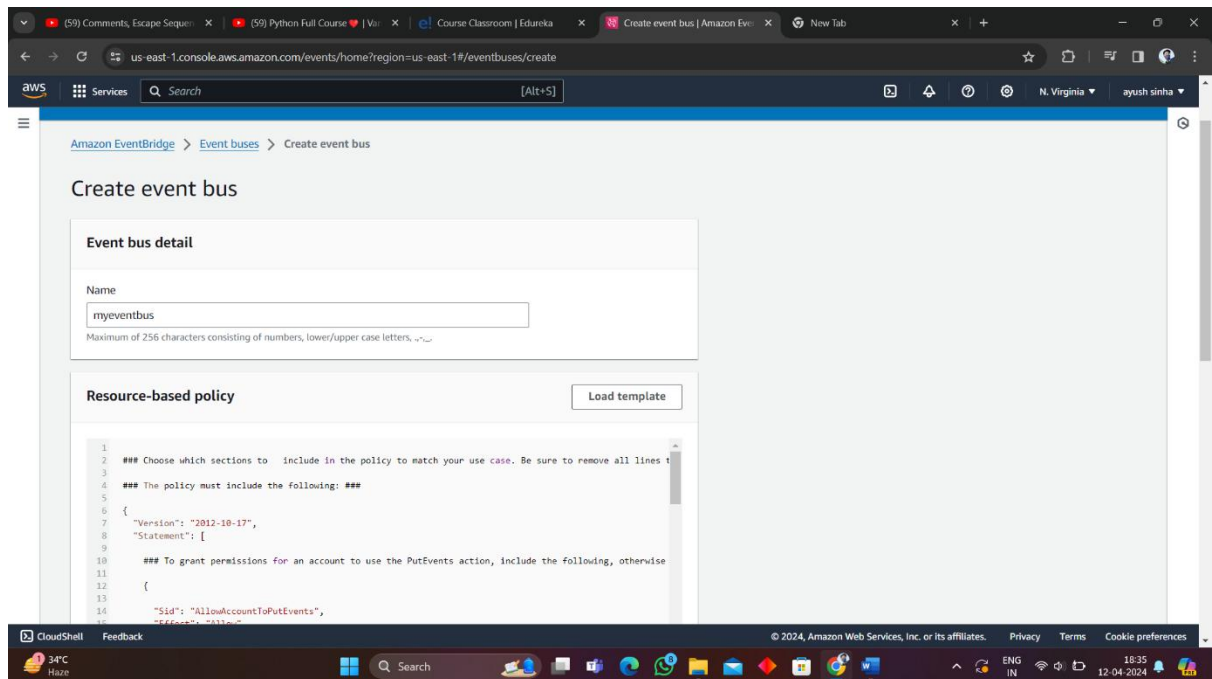 (59) Comments, Escape Sequen
(59) Python Full Course❤️ | Var
Course Classroom | Edureka
Create event bus | Amazon Eve
New Tab
us-east-1.console.aws.amazon.com/events/home?region=us-east-1#/eventbuses/create
aws
Services
Search
[Alt+S]
N. Virginia
ayush sinha
Amazon EventBridge > Event buses > Create event bus
Create event bus
Event bus detail
Name
myeventbus
Maximum of 256 characters consisting of numbers, lower/upper case letters, .,-,_.
Resource-based policy
Load template
1
2 ### Choose which sections to include in the policy to match your use case. Be sure to remove all lines t
3
4 ### The policy must include the following: ###
5
6 {
7 "Version": "2012-10-17",
8 "Statement": [
9
10 ### To grant permissions for an account to use the PutEvents action, include the following, otherwise
11
12 {
13
14 "Sid": "AllowAccountToPutEvents",
15 "Effect": "Allow",
CloudShell
Feedback
© 2024, Amazon Web Services, Inc. or its affiliates.
Privacy
Terms
Cookie preferences
34°C
Haze
Search
ENG
IN
18:35
12-04-2024